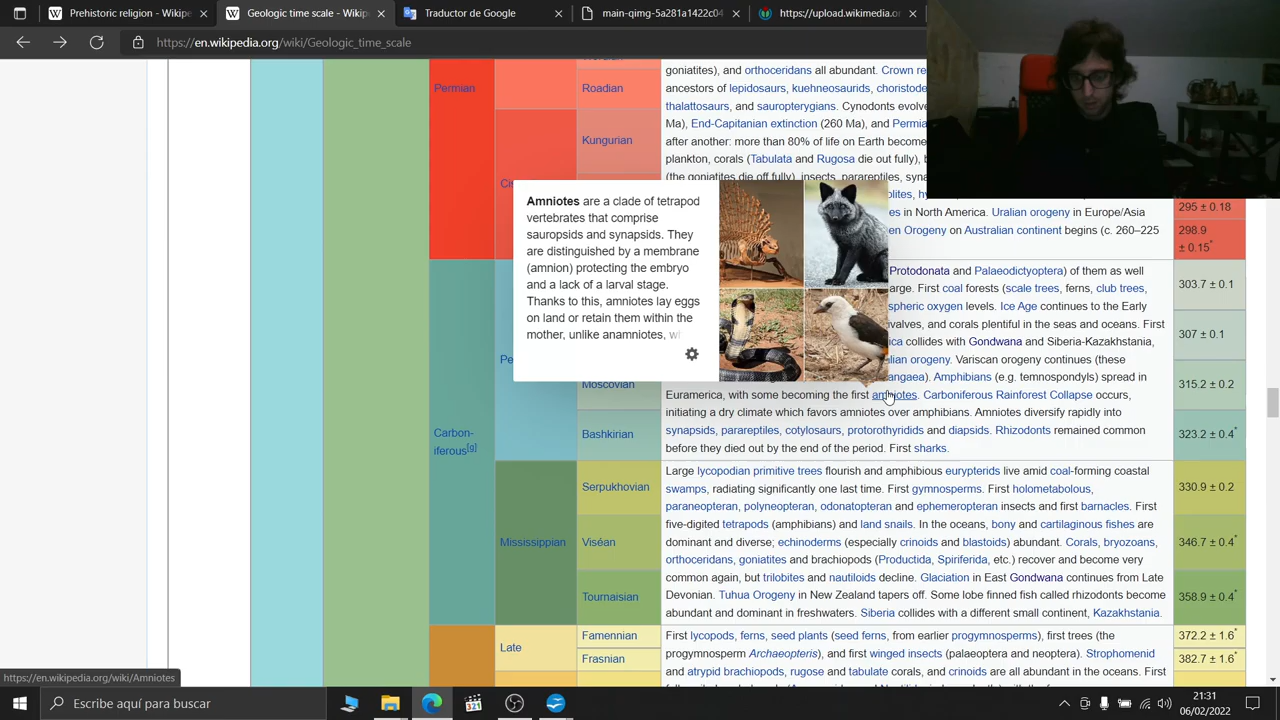 Prehistoric religion - Wikipedia
Geologic time scale - Wikipedia
Traductor de Google
main-qimg-5a281a1422c04
https://upload.wikimedia.org
https://en.wikipedia.org/wiki/Geologic_time_scale
Permian
Roadian
Kungurian
goniatites), and orthoceridans all abundant. Crown re
ancestors of lepidosaurs, kuehneosaurids, choristode
thalattosaurs, and sauropterygians. Cynodonts evolve
Ma), End-Capitanian extinction (260 Ma), and Permia
after another: more than 80% of life on Earth become
plankton, corals (Tabulata and Rugosa die out fully), b
(the goniatites die off fully), insects, parareptiles, syna
olites, hy
es in North America. Uralian orogeny in Europe/Asia
en Orogeny on Australian continent begins (c. 260–225
295 ± 0.18
298.9
± 0.15*
Cis
Amniotes are a clade of tetrapod
vertebrates that comprise
sauropsids and synapsids. They
are distinguished by a membrane
(amnion) protecting the embryo
and a lack of a larval stage.
Thanks to this, amniotes lay eggs
on land or retain them within the
mother, unlike anamniotes, w
Carbon-
iferous[g]
Pe
Moscovian
Bashkirian
Protodonata and Palaeodictyoptera) of them as well
arge. First coal forests (scale trees, ferns, club trees,
spheric oxygen levels. Ice Age continues to the Early
ivalves, and corals plentiful in the seas and oceans. First
ica collides with Gondwana and Siberia-Kazakhstania,
alian orogeny. Variscan orogeny continues (these
angaea). Amphibians (e.g. temnospondyls) spread in
Euramerica, with some becoming the first amniotes. Carboniferous Rainforest Collapse occurs,
initiating a dry climate which favors amniotes over amphibians. Amniotes diversify rapidly into
synapsids, parareptiles, cotylosaurs, protorothyridids and diapsids. Rhizodonts remained common
before they died out by the end of the period. First sharks.
303.7 ± 0.1
307 ± 0.1
315.2 ± 0.2
323.2 ± 0.4*
Mississippian
Serpukhovian
Viséan
Tournaisian
Large lycopodian primitive trees flourish and amphibious eurypterids live amid coal-forming coastal
swamps, radiating significantly one last time. First gymnosperms. First holometabolous,
paraneopteran, polyneopteran, odonatopteran and ephemeropteran insects and first barnacles. First
five-digited tetrapods (amphibians) and land snails. In the oceans, bony and cartilaginous fishes are
dominant and diverse; echinoderms (especially crinoids and blastoids) abundant. Corals, bryozoans,
orthoceridans, goniatites and brachiopods (Productida, Spiriferida, etc.) recover and become very
common again, but trilobites and nautiloids decline. Glaciation in East Gondwana continues from Late
Devonian. Tuhua Orogeny in New Zealand tapers off. Some lobe finned fish called rhizodonts become
abundant and dominant in freshwaters. Siberia collides with a different small continent, Kazakhstania.
330.9 ± 0.2
346.7 ± 0.4*
358.9 ± 0.4*
Late
Famennian
Frasnian
First lycopods, ferns, seed plants (seed ferns, from earlier progymnosperms), first trees (the
progymnosperm Archaeopteris), and first winged insects (palaeoptera and neoptera). Strophomenid
and atrypid brachiopods, rugose and tabulate corals, and crinoids are all abundant in the oceans. First
372.2 ± 1.6*
382.7 ± 1.6*
https://en.wikipedia.org/wiki/Amniotes
Escribe aquí para buscar
21:31
06/02/2022